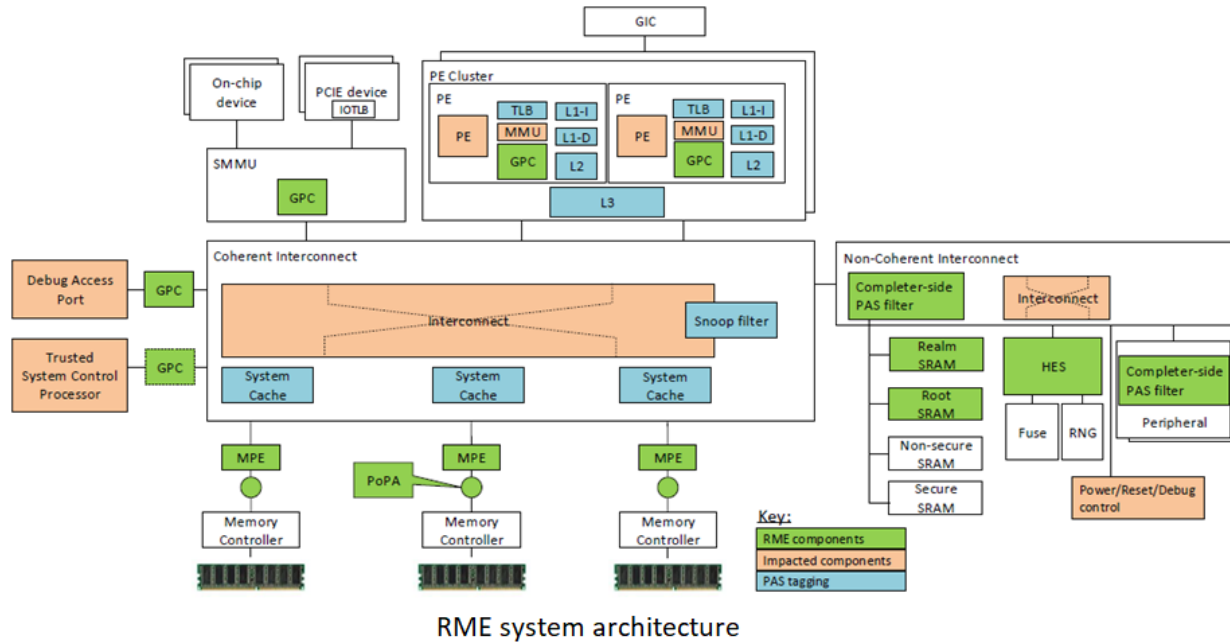 GIC
On-chip
device
PCIE device
IOTLB
SMMU
GPC
PE Cluster
PE
PE
TLB
MMU
GPC
L1-I
L1-D
L2
PE
PE
TLB
MMU
GPC
L1-I
L1-D
L2
L3
Debug Access
Port
GPC
Trusted
System Control
Processor
GPC
Coherent Interconnect
Interconnect
Snoop filter
System
Cache
System
Cache
System
Cache
Non-Coherent Interconnect
Completer-side
PAS filter
Interconnect
Realm
SRAM
Root
SRAM
Non-secure
SRAM
Secure
SRAM
HES
Fuse
RNG
Completer-side
PAS filter
Peripheral
Power/Reset/Debug
control
MPE
MPE
MPE
PoPA
Memory
Controller
Memory
Controller
Memory
Controller
Key:
RME components
Impacted components
PAS tagging
RME system architecture